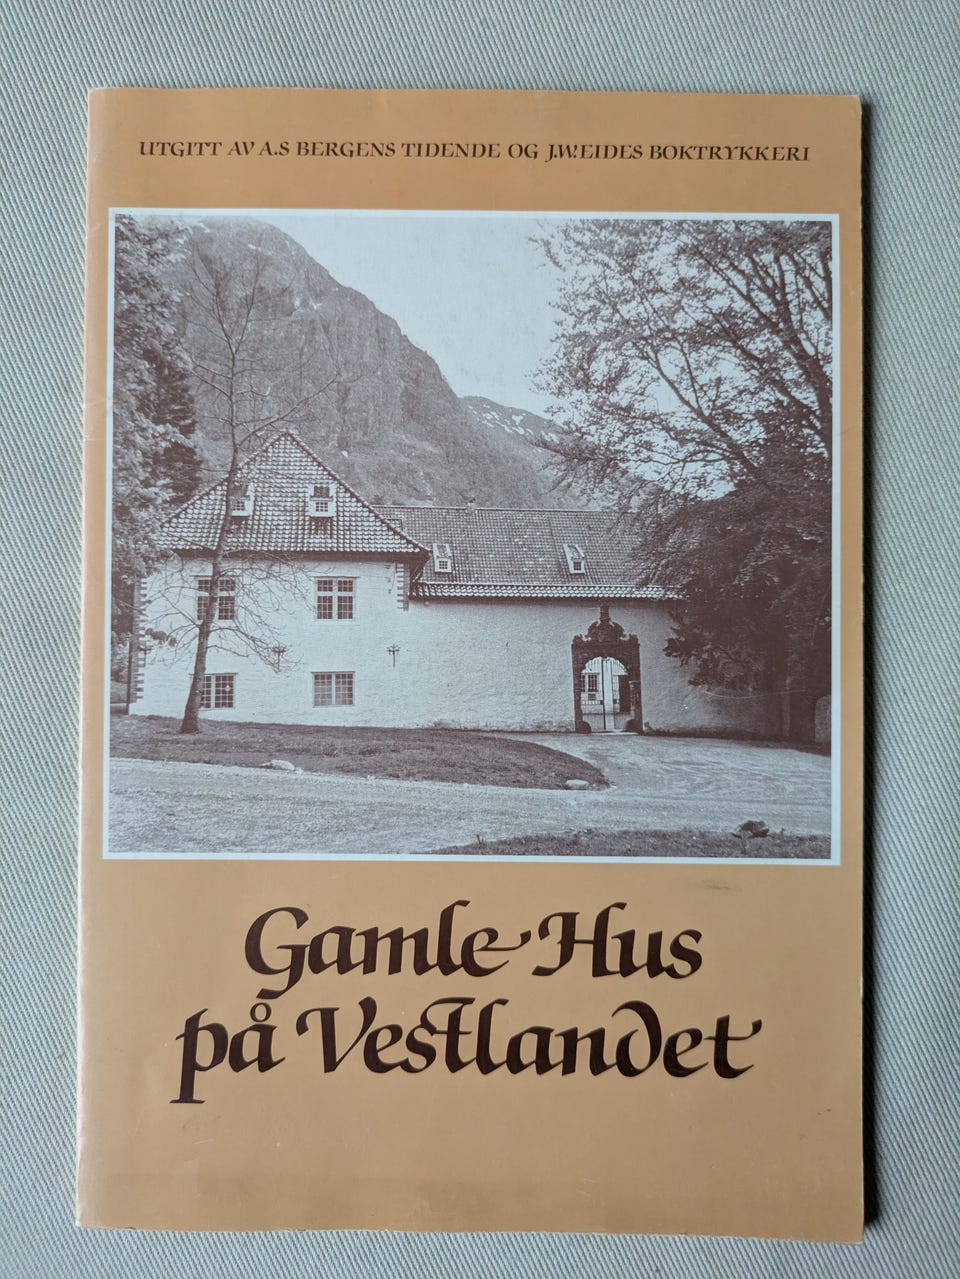 UTGITT AV A.S BERGENS TIDENDE OG J.W.EIDES BOKTRYKKERI
Gamle Hus
på Vestlandet